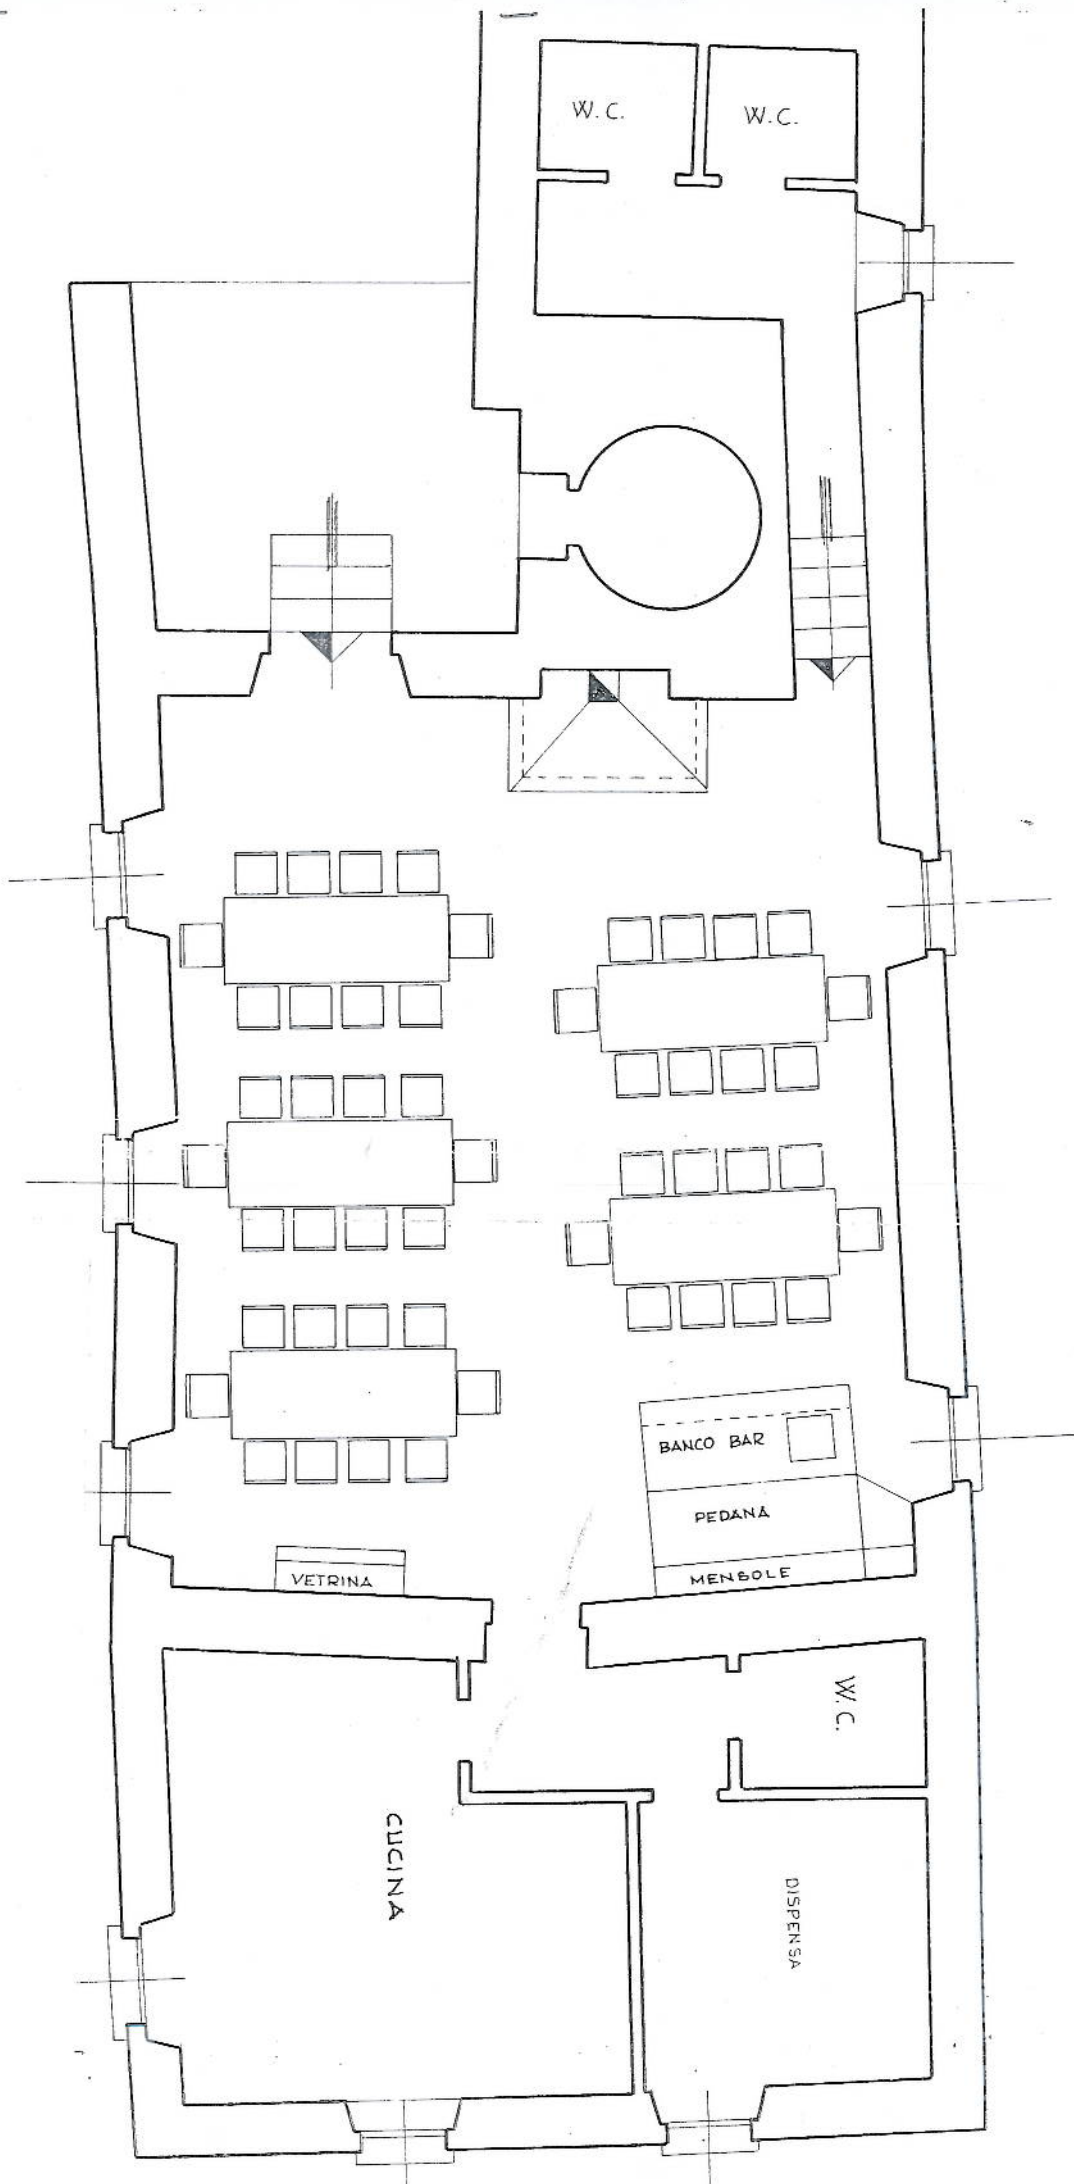 W.C.
W.C.
BANCO BAR
PEDANA
VETRINA
MENSOLE
W.C.
CUCINA
DISPENSA